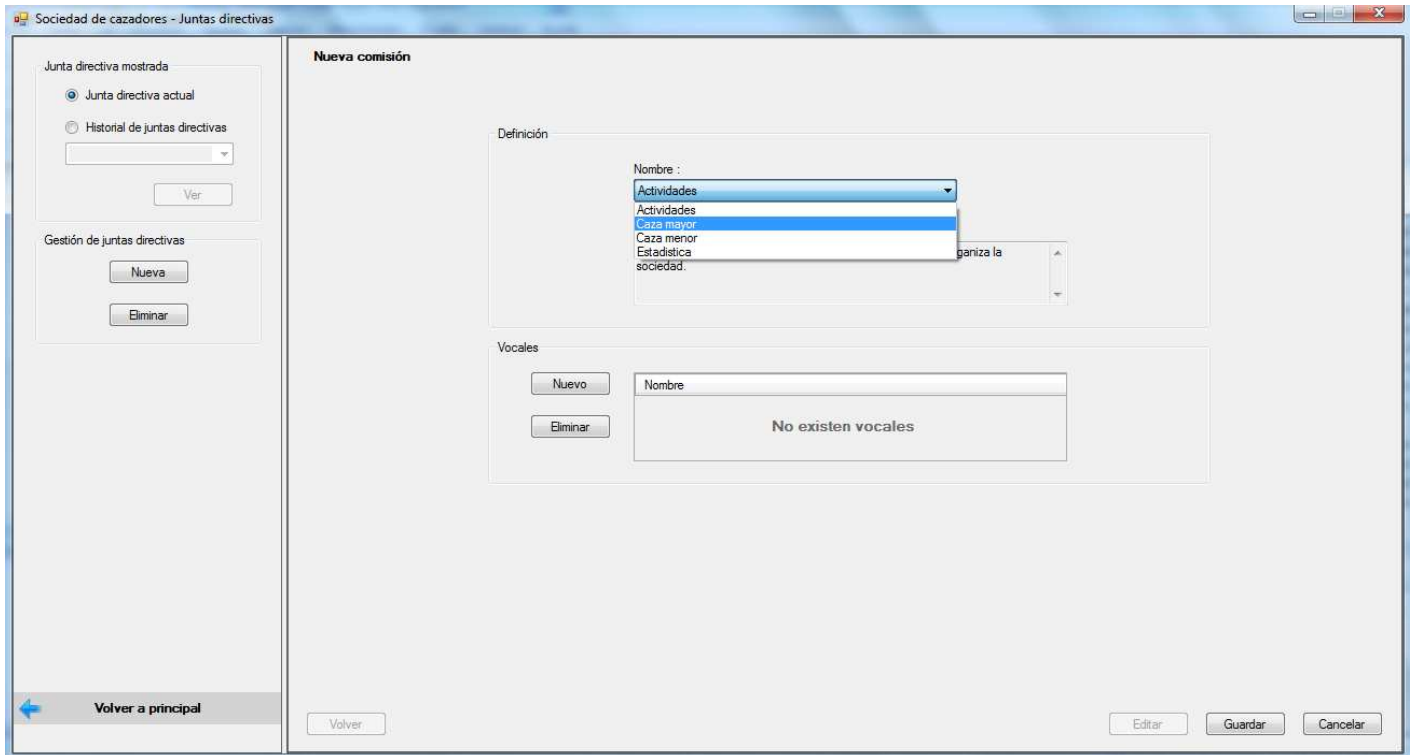 Sociedad de cazadores - Juntas directivas
Junta directiva mostrada
Junta directiva actual
Historial de juntas directivas
Ver
Gestión de juntas directivas
Nueva
Eliminar
Volver a principal
Nueva comisión
Definición
Nombre :
Actividades
Actividades
Caza mayor
Caza menor
Estadistica
ganiza la
sociedad.
Vocales
Nuevo
Eliminar
Nombre
No existen vocales
Volver
Editar
Guardar
Cancelar